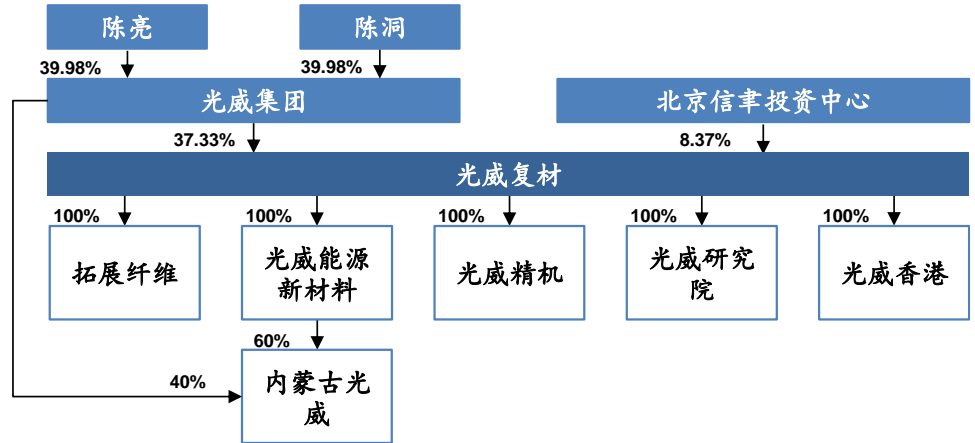 陈亮
陈洞
39.98%
39.98%
光威集团
北京信聿投资中心
37.33%
8.37%
光威复材
100%
100%
100%
100%
100%
拓展纤维
光威能源
新材料
光威精机
光威研究
院
光威香港
60%
40%
内蒙古光
威